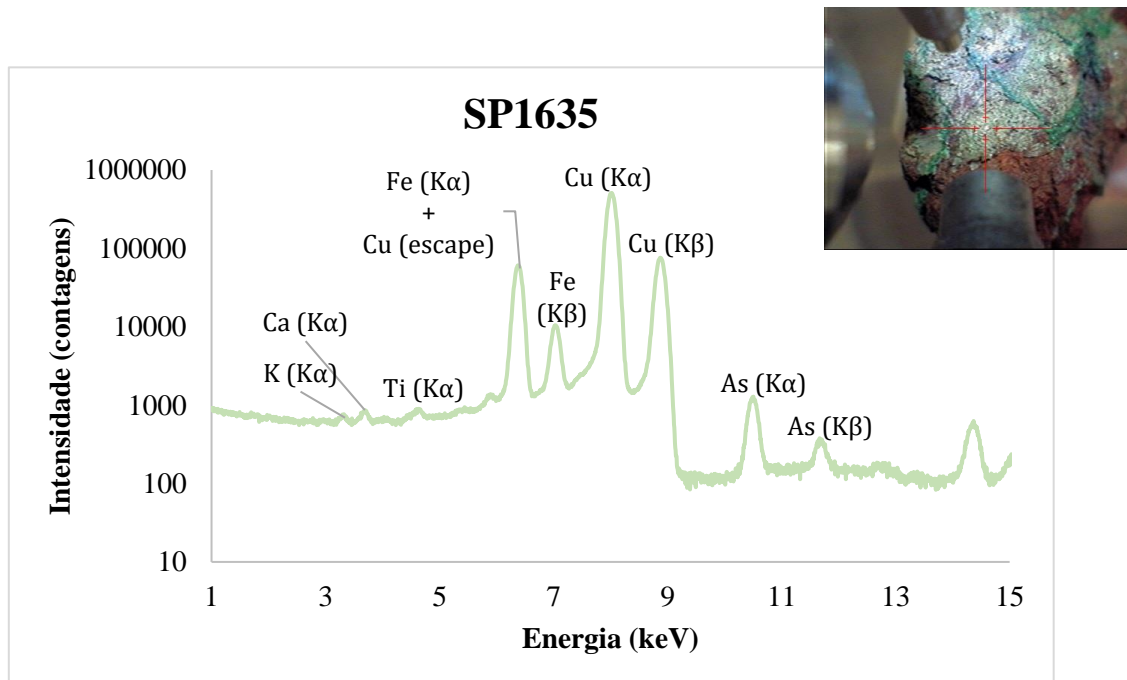 SP1635
Intensidade (contagens)
1000000
100000
10000
1000
100
10
Fe (Kα)
+
Cu (escape)
Cu (Kα)
Cu (Kβ)
Fe
(Kβ)
Ca (Kα)
K (Kα)
Ti (Kα)
As (Kα)
As (Kβ)
1 3 5 7 9 11 13 15
Energia (keV)